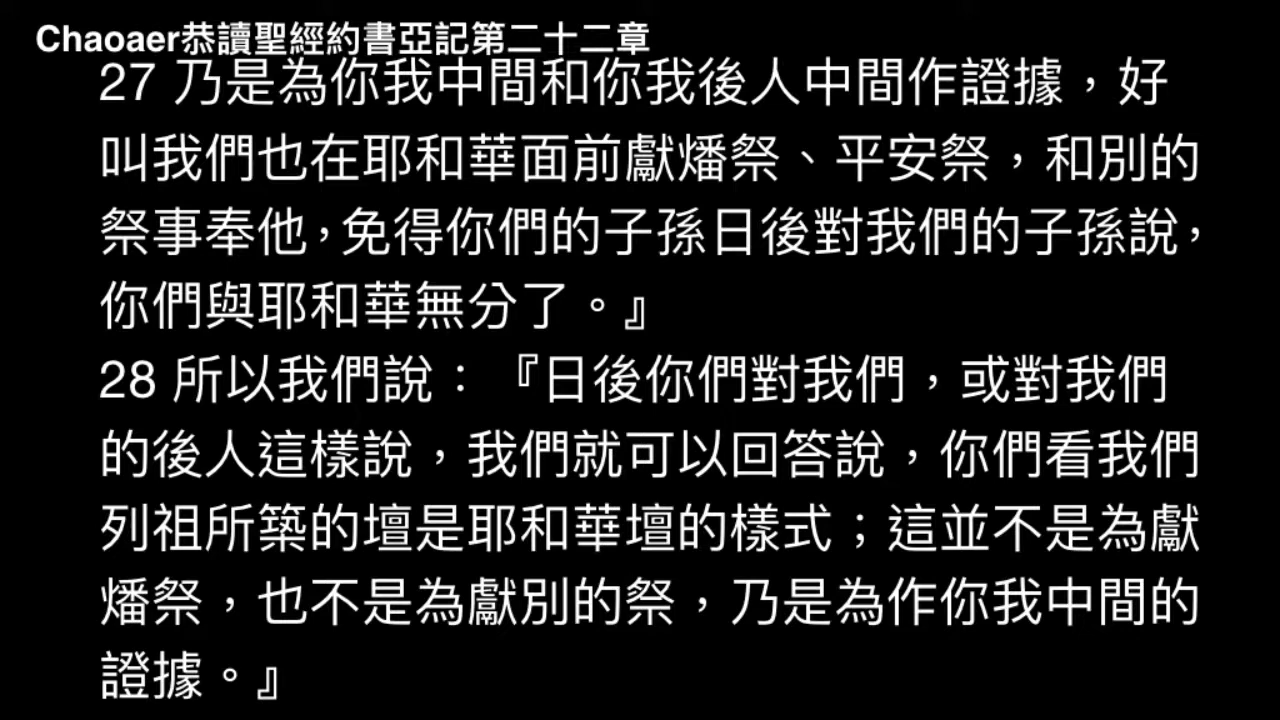 Chaoaer恭讀聖經約書亞記第二十二章
27 乃是為你我中間和你我後人中間作證據，好
叫我們也在耶和華面前獻燔祭、平安祭，和別的
祭事奉他，免得你們的子孫日後對我們的子孫說，
你們與耶和華無分了。』
28 所以我們說：『日後你們對我們，或對我們
的後人這樣說，我們就可以回答說，你們看我們
列祖所築的壇是耶和華壇的樣式；這並不是為獻
燔祭，也不是為獻別的祭，乃是為作你我中間的
證據。』